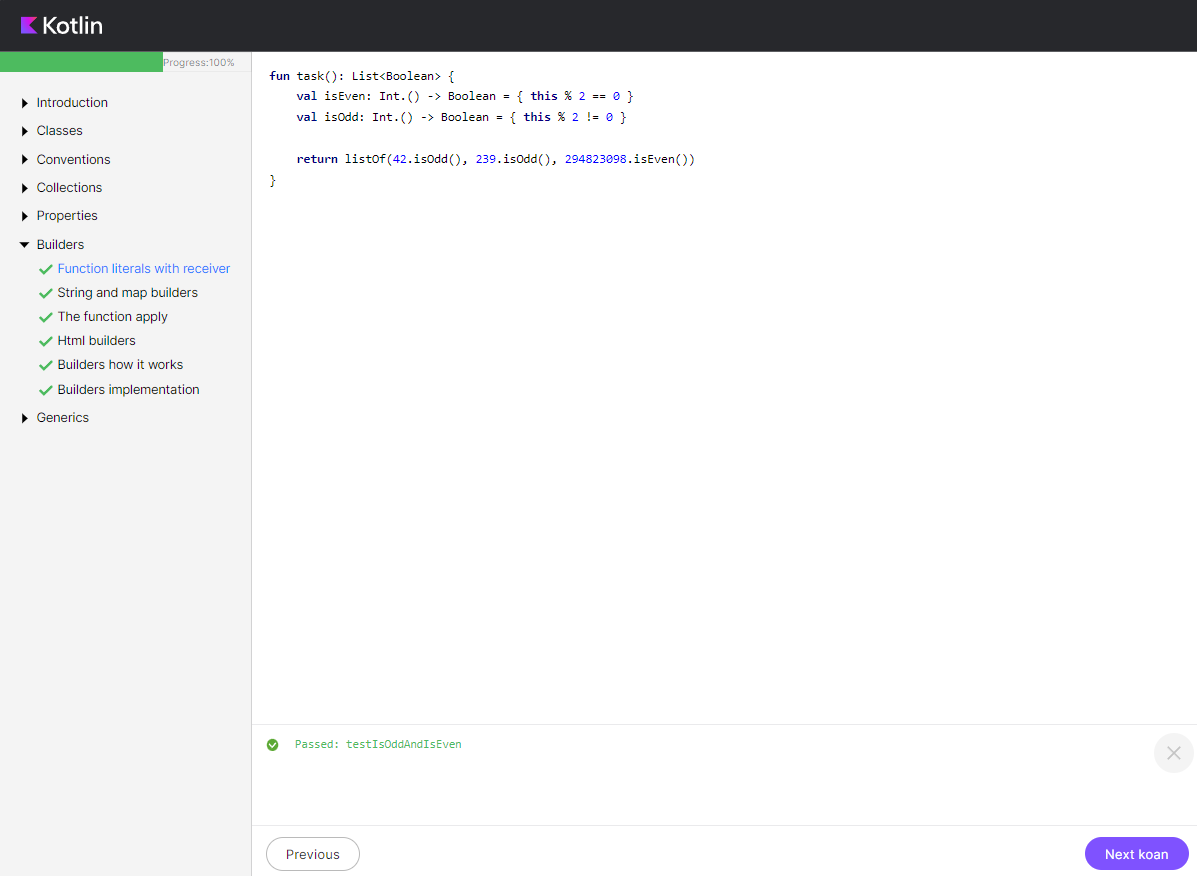 Kotlin
Progress:100%
Introduction
Classes
Conventions
Collections
Properties
Builders
Function literals with receiver
String and map builders
The function apply
Html builders
Builders how it works
Builders implementation
Generics
fun task(): List<Boolean> {
    val isEven: Int.() -> Boolean = { this % 2 == 0 }
    val isOdd: Int.() -> Boolean = { this % 2 != 0 }

    return listOf(42.isOdd(), 239.isOdd(), 294823098.isEven())
}
Passed: testIsOddAndIsEven
Previous
Next koan